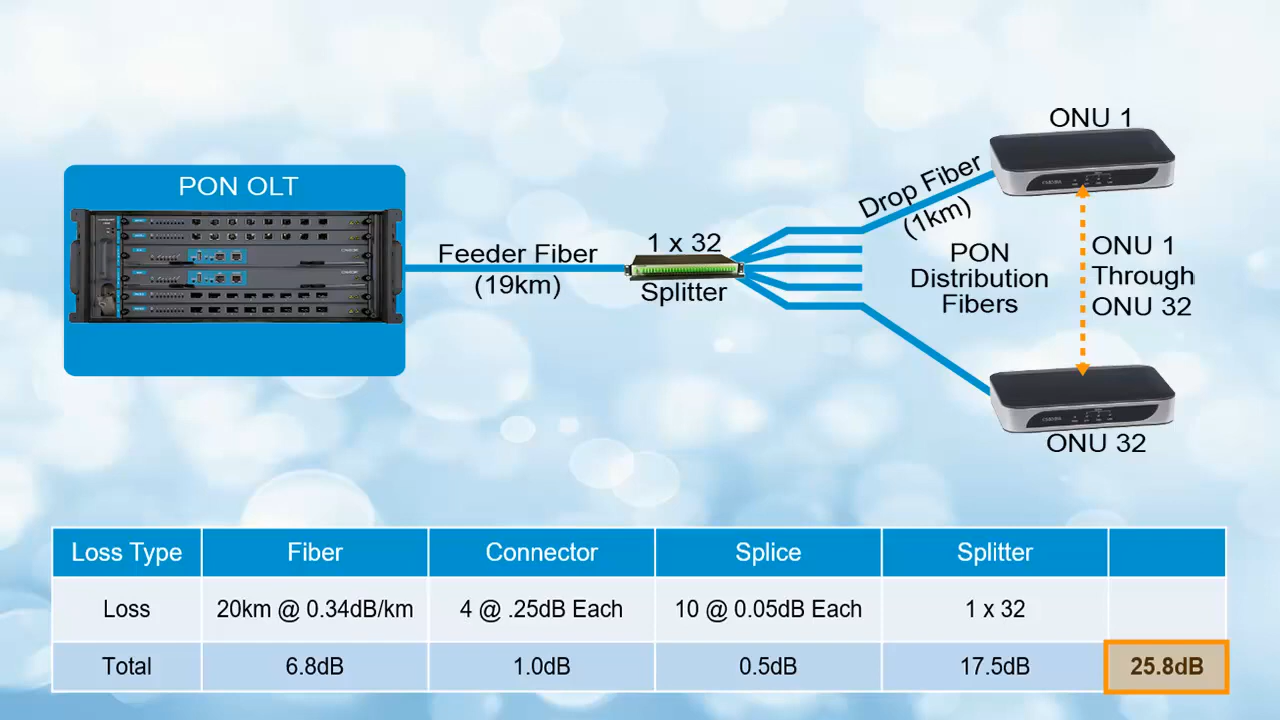 ONU 1
PON OLT
Drop Fiber
(1km)
Feeder Fiber
(19km)
1 x 32
Splitter
PON
Distribution
Fibers
ONU 1
Through
ONU 32
ONU 32
Loss Type Fiber Connector Splice Splitter
Loss 20km @ 0.34dB/km 4 @ .25dB Each 10 @ 0.05dB Each 1 x 32
Total 6.8dB 1.0dB 0.5dB 17.5dB 25.8dB